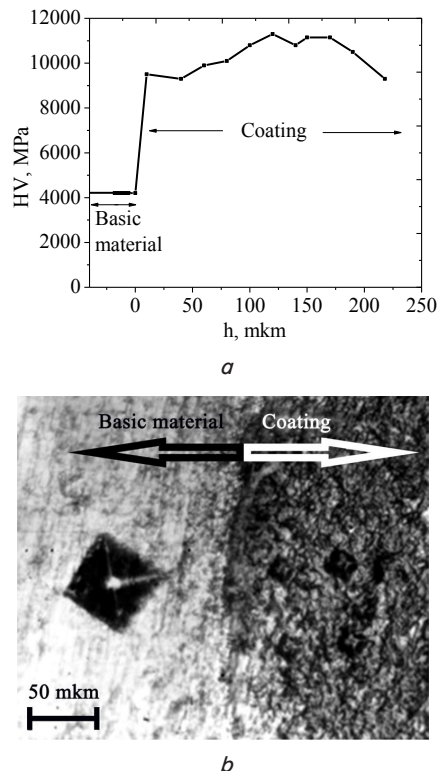 12000
10000
8000
6000
4000
2000
0
HV, MPa
Coating
Basic
material
0 50 100 150 200 250
h, mkm
a
Basic material Coating
50 mkm
b